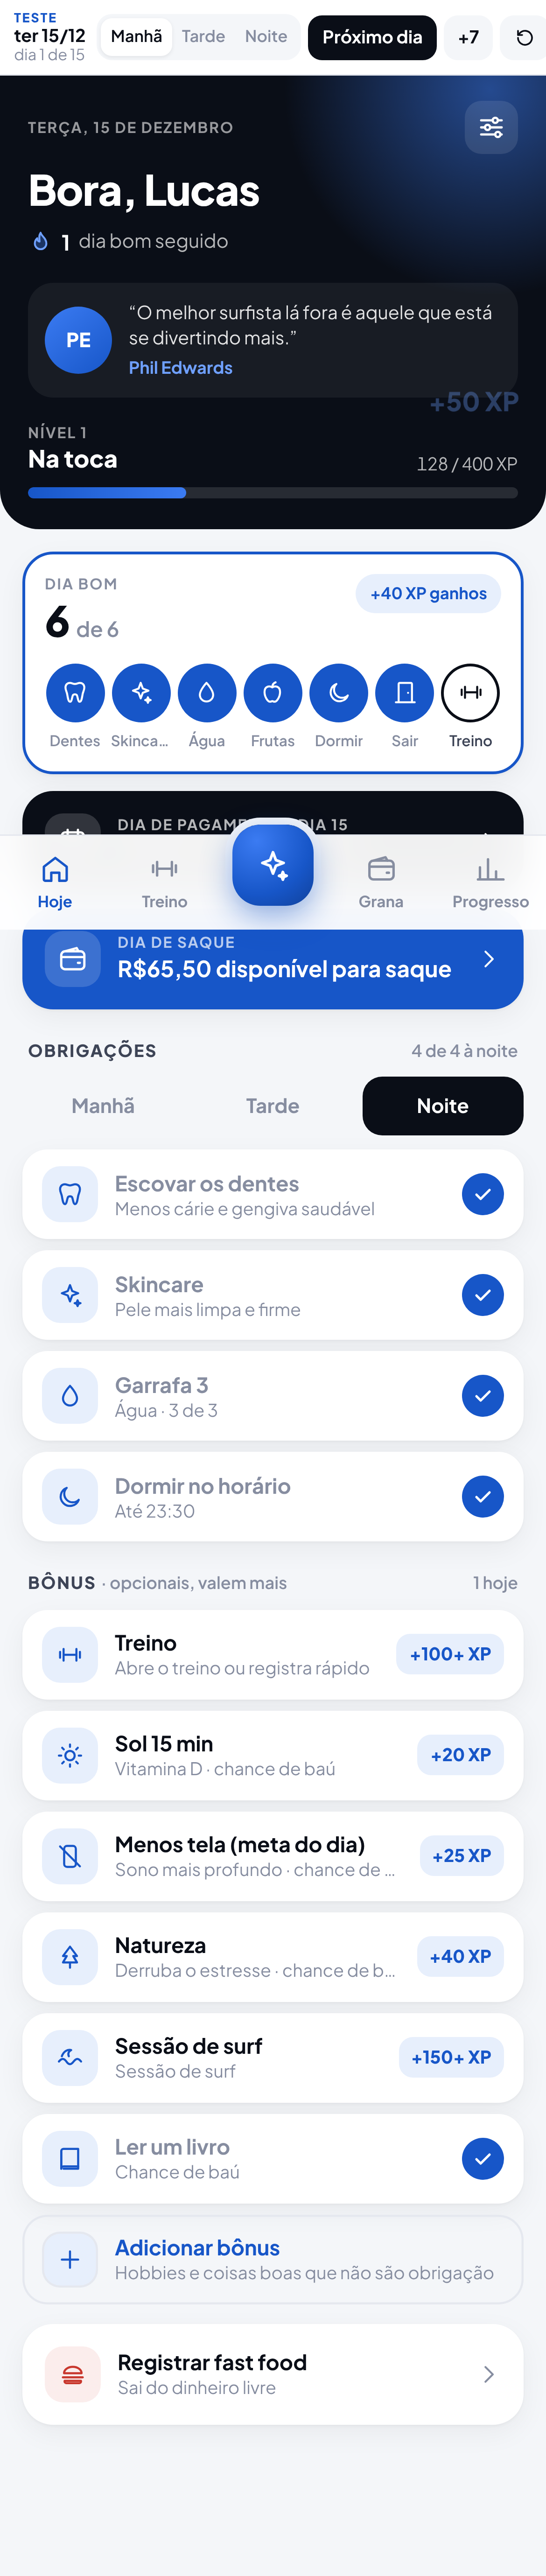 TESTE
ter 15/12
dia 1 de 15
Manhã
Tarde
Noite
Próximo dia
+7
TERÇA, 15 DE DEZEMBRO
Bora, Lucas
1 dia bom seguido
PE
“O melhor surfista lá fora é aquele que está
se divertindo mais.”
Phil Edwards
+50 XP
NÍVEL 1
Na toca
128 / 400 XP
DIA BOM
6 de 6
+40 XP ganhos
Dentes
Skinca...
Água
Frutas
Dormir
Sair
Treino
DIA DE PAGAME
DIA 15
Hoje
Treino
Grana
Progresso
DIA DE SAQUE
R$65,50 disponível para saque
OBRIGAÇÕES
4 de 4 à noite
Manhã
Tarde
Noite
Escovar os dentes
Menos cárie e gengiva saudável
Skincare
Pele mais limpa e firme
Garrafa 3
Água · 3 de 3
Dormir no horário
Até 23:30
BÔNUS · opcionais, valem mais
1 hoje
Treino
Abre o treino ou registra rápido
+100+ XP
Sol 15 min
Vitamina D · chance de baú
+20 XP
Menos tela (meta do dia)
Sono mais profundo · chance de ...
+25 XP
Natureza
Derruba o estresse · chance de b...
+40 XP
Sessão de surf
Sessão de surf
+150+ XP
Ler um livro
Chance de baú
Adicionar bônus
Hobbies e coisas boas que não são obrigação
Registrar fast food
Sai do dinheiro livre